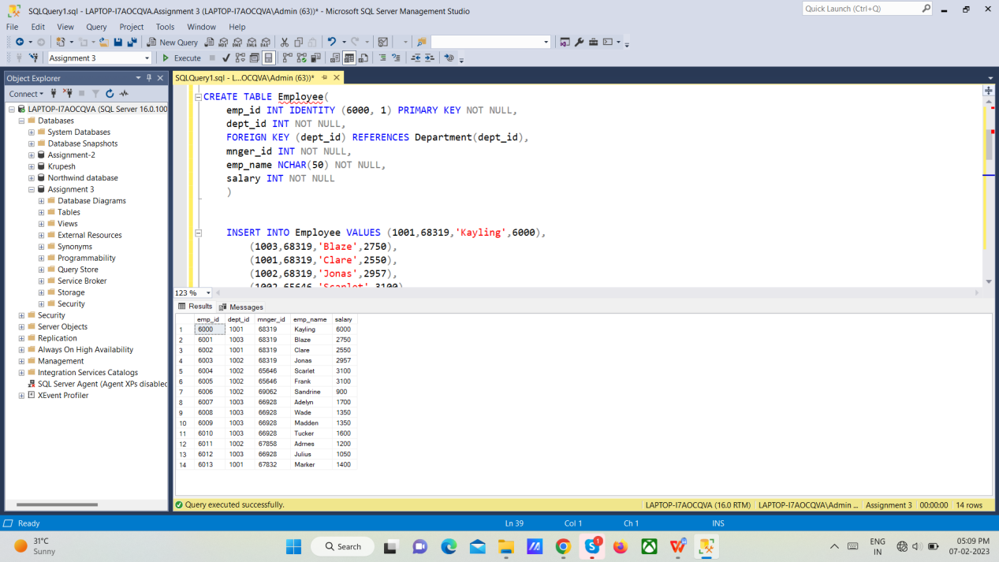 SQLQuery1.sql - LAPTOP-I7AOCQVA.Assignment 3 (LAPTOP-I7AOCQVA\Admin (63))* - Microsoft SQL Server Management Studio
Quick Launch (Ctrl+Q)
File Edit View Query Project Tools Window Help
New Query
Assignment 3 Execute
Object Explorer
SQLQuery1.sql - L...OCQVA\Admin (63))*
Connect
LAPTOP-I7AOCQVA (SQL Server 16.0.100
Databases
System Databases
Database Snapshots
Assignment-2
Krupesh
Northwind database
Assignment 3
Database Diagrams
Tables
Views
External Resources
Synonyms
Programmability
Query Store
Service Broker
Storage
Security
Security
Server Objects
Replication
Always On High Availability
Management
Integration Services Catalogs
SQL Server Agent (Agent XPs disabled
XEvent Profiler
CREATE TABLE Employee(
emp_id INT IDENTITY (6000, 1) PRIMARY KEY NOT NULL,
dept_id INT NOT NULL,
FOREIGN KEY (dept_id) REFERENCES Department(dept_id),
mnger_id INT NOT NULL,
emp_name NCHAR(50) NOT NULL,
salary INT NOT NULL
)
INSERT INTO Employee VALUES (1001,68319,'Kayling',6000),
(1003,68319,'Blaze',2750),
(1001,68319,'Clare',2550),
(1002,68319,'Jonas',2957),
(1002,65646,'Scarlet',3100)
123 %
Results Messages
emp_id dept_id mnger_id emp_name salary
1 6000 1001 68319 Kayling 6000
2 6001 1003 68319 Blaze 2750
3 6002 1001 68319 Clare 2550
4 6003 1002 68319 Jonas 2957
5 6004 1002 65646 Scarlet 3100
6 6005 1002 65646 Frank 3100
7 6006 1002 69062 Sandrine 900
8 6007 1003 66928 Adelyn 1700
9 6008 1003 66928 Wade 1350
10 6009 1003 66928 Madden 1350
11 6010 1003 66928 Tucker 1600
12 6011 1002 67858 Adrnes 1200
13 6012 1003 66928 Julius 1050
14 6013 1001 67832 Marker 1400
Query executed successfully. LAPTOP-I7AOCQVA (16.0 RTM) LAPTOP-I7AOCQVA\Admin ... Assignment 3 00:00:00 14 rows
Ready Ln 39 Col 1 Ch 1 INS
31°C
Sunny
Search
1
ENG
IN
05:09 PM
07-02-2023